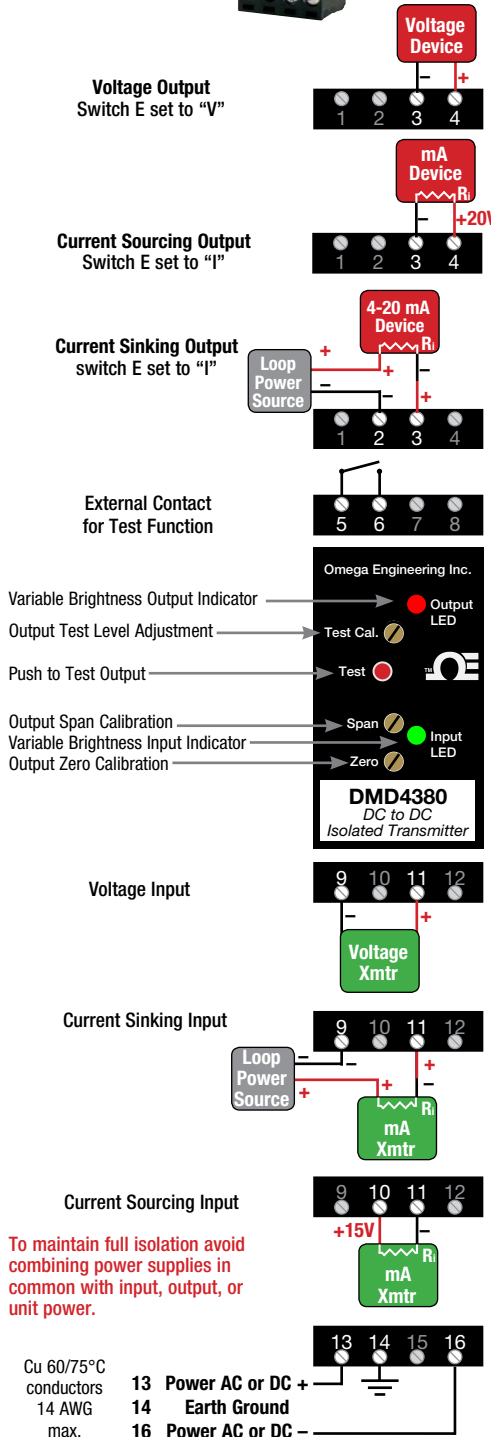 Voltage
Device
– +
Voltage Output
Switch E set to “V”
1 2 3 4
mA
Device
Ri
– +20V
Current Sourcing Output
Switch E set to “I”
1 2 3 4
4-20 mA
Device
Ri
Current Sinking Output
switch E set to “I”
Loop
Power
Source
+ + –
– – +
1 2 3 4
External Contact
for Test Function
5 6 7 8
Omega Engineering Inc.
Variable Brightness Output Indicator
Output
LED
Output Test Level Adjustment
Test Cal.
Push to Test Output
Test
TM
ΩE
Output Span Calibration
Span
Variable Brightness Input Indicator
Input
LED
Output Zero Calibration
Zero
DMD4380
DC to DC
Isolated Transmitter
9 10 11 12
Voltage Input
– +
Voltage
Xmtr
Current Sinking Input
9 10 11 12
Loop
Power
Source
– – +
+ + –
Ri
mA
Xmtr
Current Sourcing Input
9 10 11 12
+15V –
Ri
mA
Xmtr
To maintain full isolation avoid
combining power supplies in
common with input, output, or
unit power.
13 14 15 16
Cu 60/75°C
conductors
14 AWG
max.
13 Power AC or DC +
14 Earth Ground
16 Power AC or DC –